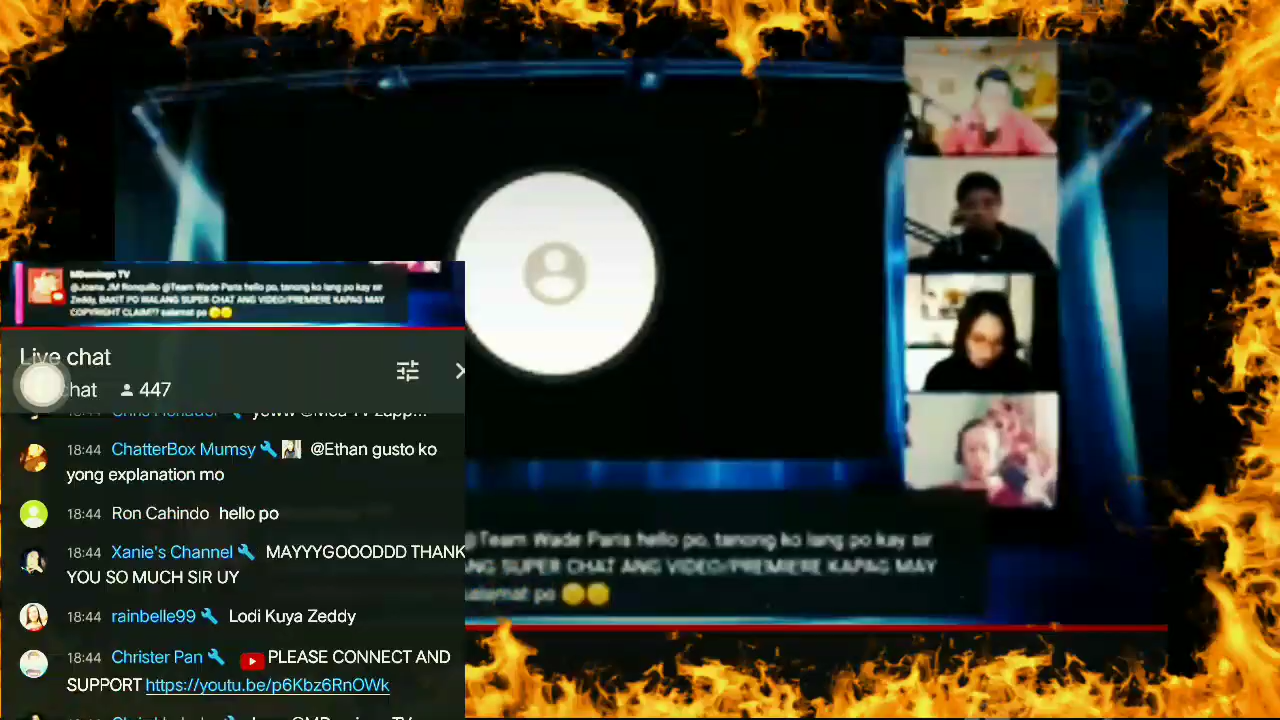 MDomingo TV
@Joana JM Ronquillo @Team Wade Paris hello po, tanong ko lang po kay sir
Zeddy, BAKIT PO WALANG SUPER CHAT ANG VIDEO/PREMIERE KAPAG MAY
COPYRIGHT CLAIM!? salamat po
Live chat
chat 447
18:44 ChatterBox Mumsy @Ethan gusto ko
yong explanation mo
18:44 Ron Cahindo hello po
18:44 Xanie's Channel MAYYYGOOODDD THANK
YOU SO MUCH SIR UY
18:44 rainbelle99 Lodi Kuya Zeddy
18:44 Christer Pan PLEASE CONNECT AND
SUPPORT https://youtu.be/p6Kbz6RnOWk
@Team Wade Paris hello po, tanong ko lang po kay sir
ANG SUPER CHAT ANG VIDEO/PREMIERE KAPAG MAY
salamat po